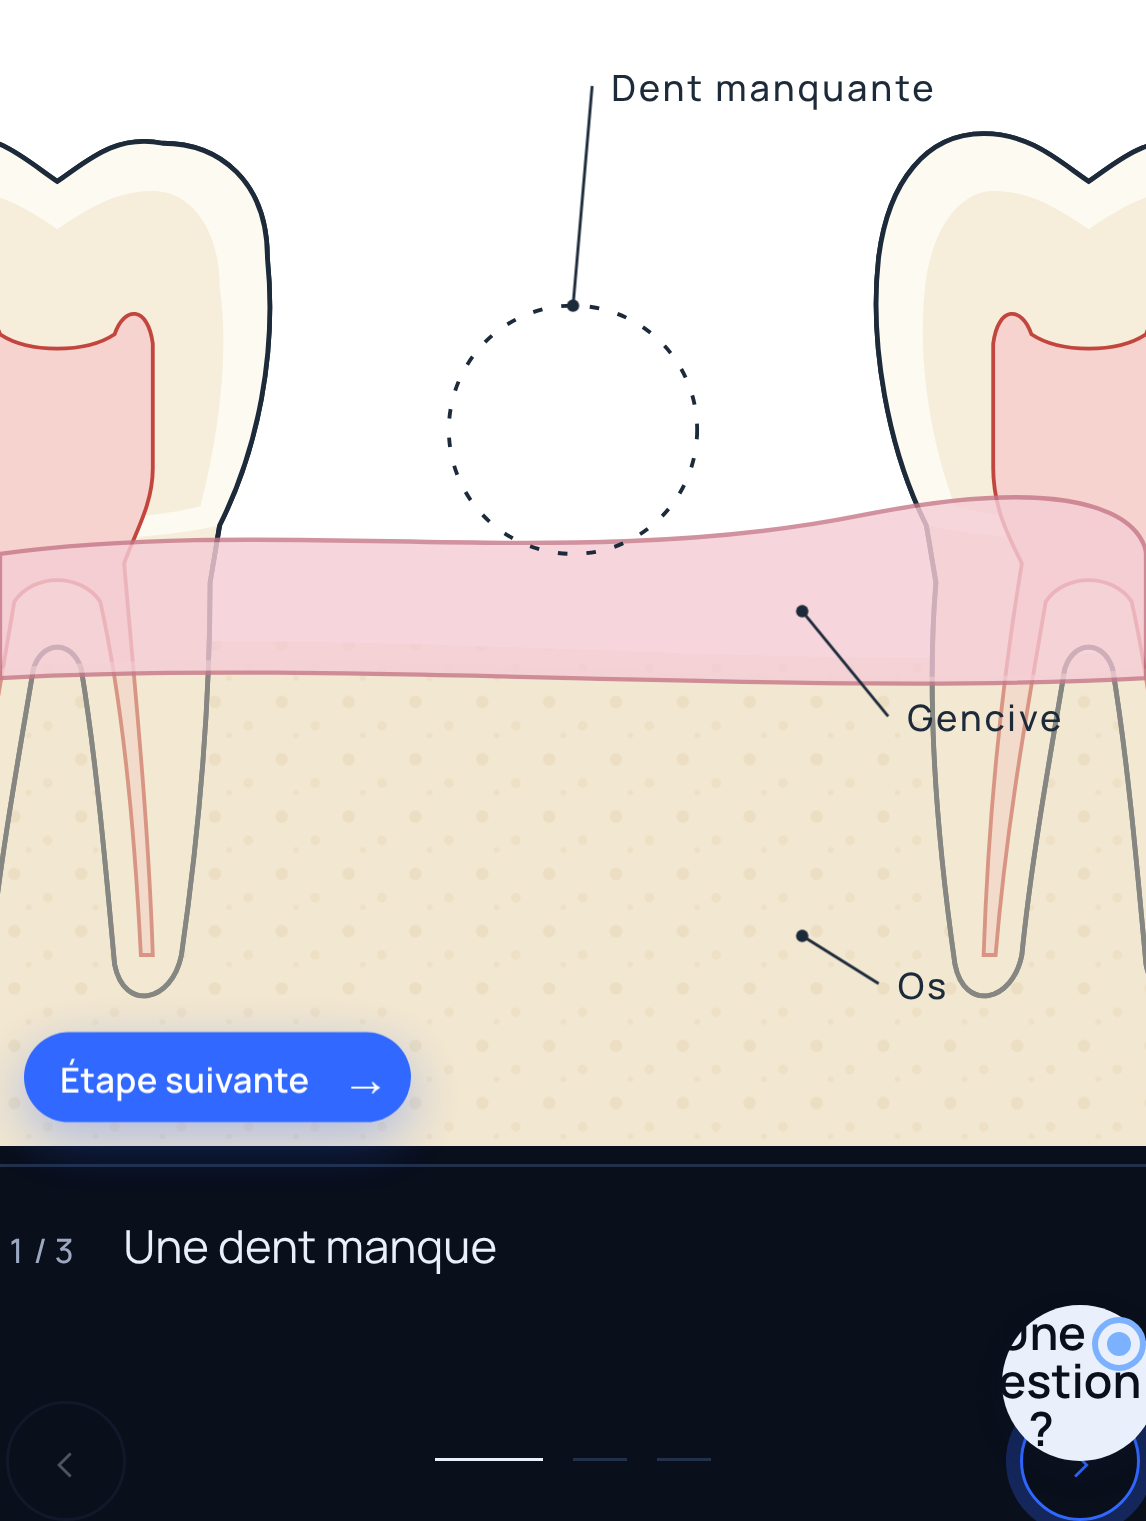 Dent manquante
Gencive
Os
Étape suivante →
1 / 3 Une dent manque
?